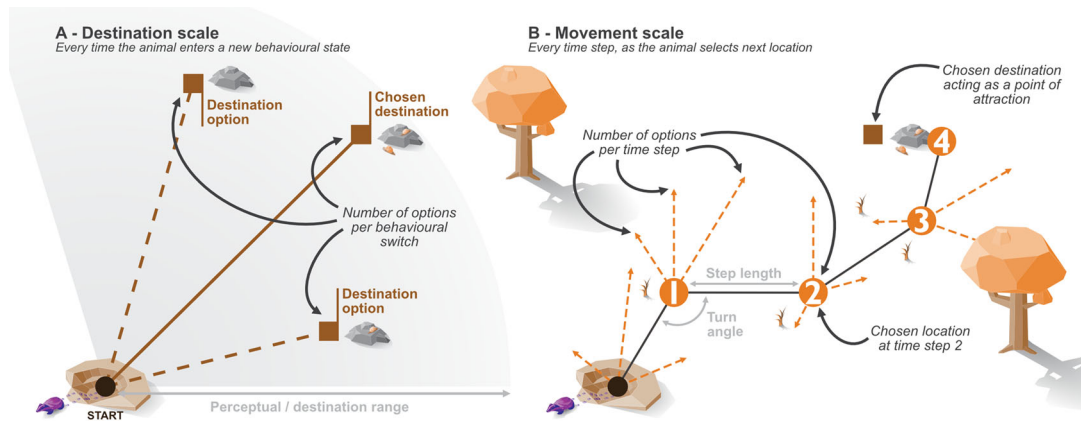 A - Destination scale
Every time the animal enters a new behavioural state
Destination
option
Chosen
destination
Number of options
per behavioural
switch
Destination
option
START
Perceptual / destination range
B - Movement scale
Every time step, as the animal selects next location
Chosen destination
acting as a point of
attraction
Number of options
per time step
4
3
1
Step length
2
Turn
angle
Chosen location
at time step 2